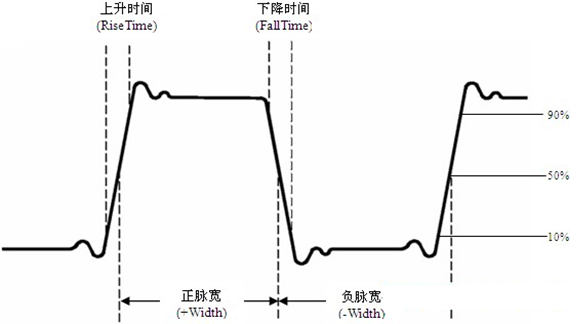 上升时间
(RiseTime)
下降时间
(FallTime)
90%
50%
10%
正脉宽
(+Width)
负脉宽
(-Width)